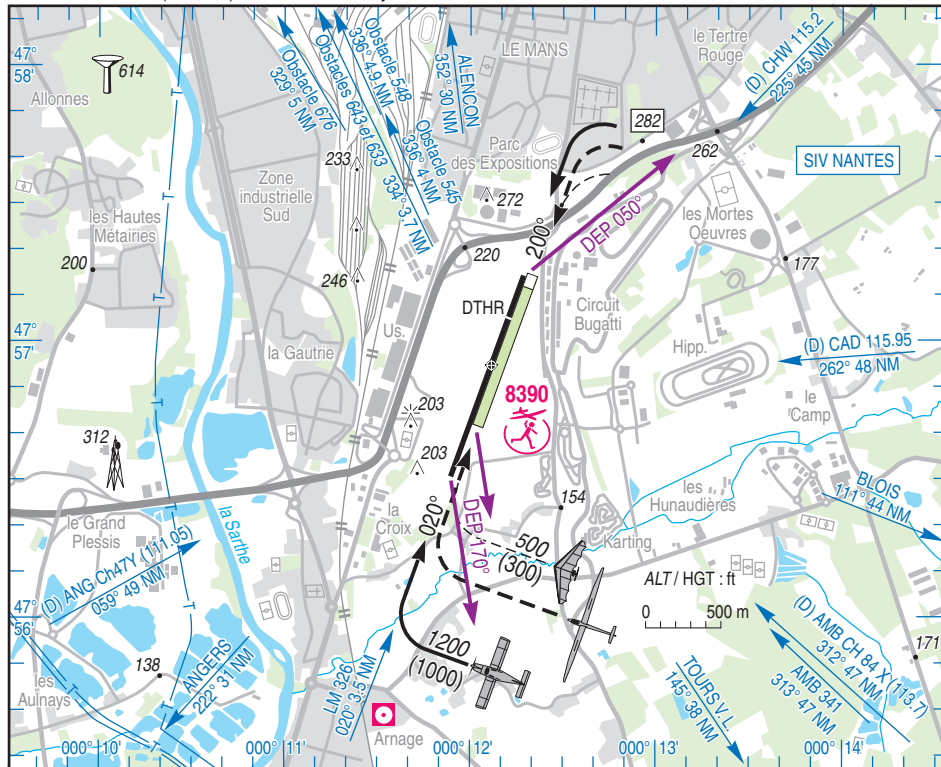 47°
58'
614
Allonnes
Obstacle 676
329° 5 NM
Obstacles 643 et 633
334° 3.7 NM
Obstacle 548
336° 4.9 NM
Obstacle 545
336° 4 NM
ALENCON
352° 30 NM
LE MANS
le Tertre
Rouge
(D) CHW 115.2
225° 45 NM
282
262
SIV NANTES
233
Parc
des Expositions
272
Zone
industrielle
Sud
les Hautes
Métairies
200
246
220
200°
DEP 050°
les Mortes
Oeuvres
177
DTHR
Circuit
Bugatti
47°
57'
Us.
la Gautrie
Hipp.
(D) CAD 115.95
262° 48 NM
le
Camp
8390
203
203
312
le Grand
Plessis
la Sarthe
la
Croix
020°
DEP 170°
154
les
Hunaudières
BLOIS
111° 44 NM
Karting
500
(300)
ALT / HGT : ft
0 500 m
(D) ANG Ch47Y (111.05)
059° 49 NM
47°
56'
1200
(1000)
138
ANGERS
222° 31 NM
les
Aulnays
LM 326
020° 3.5 NM
Arnage
(D) AMB CH 84 X (113.7)
312° 47 NM
AMB 341
313° 47 NM
171
TOURS V. L.
145° 38 NM
000° 10'
000° 11'
000° 12'
000° 13'
000° 14'